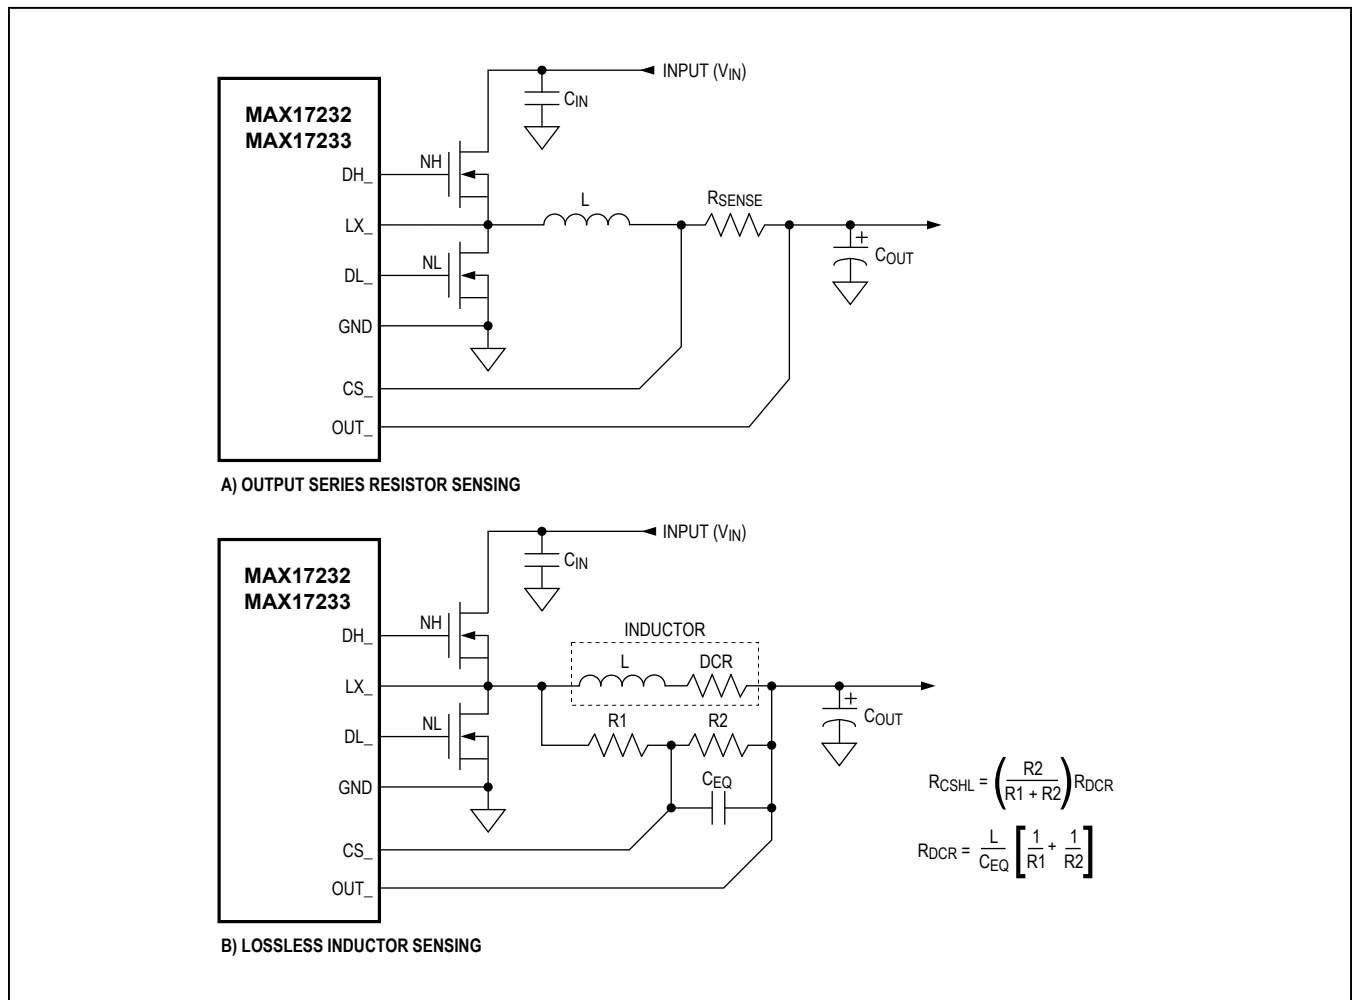 INPUT (VIN)
CIN
MAX17232
MAX17233
NH
DH_
L
RSENSE
LX_
NL
DL_
COUT
+
GND
CS_
OUT_
A) OUTPUT SERIES RESISTOR SENSING
INPUT (VIN)
CIN
MAX17232
MAX17233
NH
DH_
INDUCTOR
L
DCR
LX_
NL
R1
R2
DL_
+
COUT
CEQ
GND
RCSHL = (R2 / (R1 + R2)) RDCR
CS_
RDCR = L / CEQ [1 / R1 + 1 / R2]
OUT_
B) LOSSLESS INDUCTOR SENSING